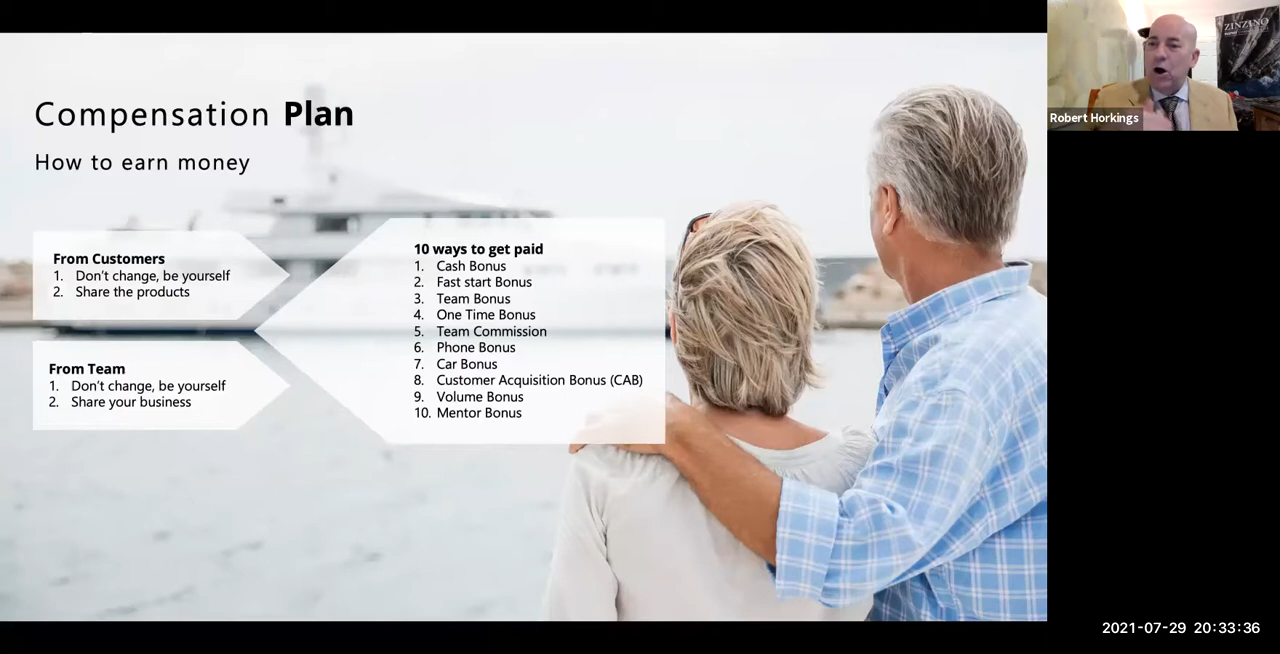 Compensation Plan
How to earn money
From Customers
1. Don't change, be yourself
2. Share the products
From Team
1. Don't change, be yourself
2. Share your business
10 ways to get paid
1. Cash Bonus
2. Fast start Bonus
3. Team Bonus
4. One Time Bonus
5. Team Commission
6. Phone Bonus
7. Car Bonus
8. Customer Acquisition Bonus (CAB)
9. Volume Bonus
10. Mentor Bonus
ZINZINO
Robert Horkings
2021-07-29 20:33:36